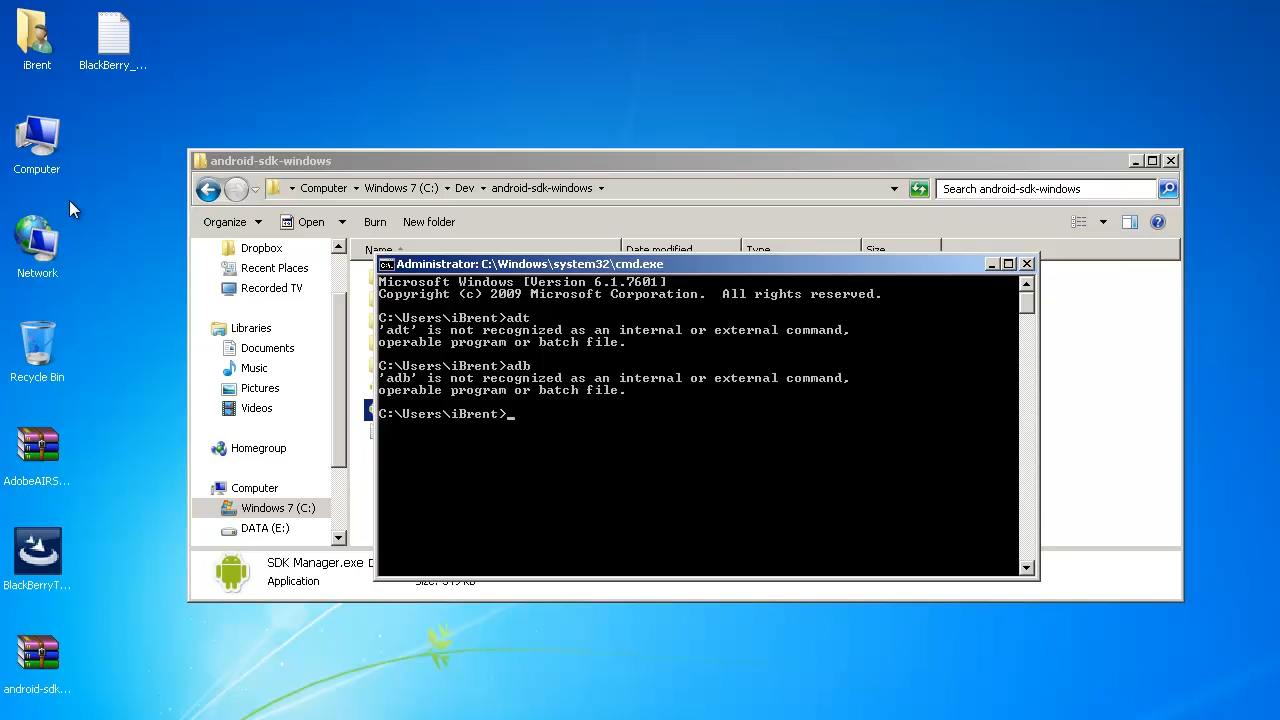 iBrent
BlackBerry_...
Computer
Network
Recycle Bin
AdobeAIRS...
BlackBerryT...
android-sdk...
android-sdk-windows
Computer
Windows 7 (C:)
Dev
android-sdk-windows
Search android-sdk-windows
Organize
Open
Burn
New folder
Dropbox
Recent Places
Recorded TV
Libraries
Documents
Music
Pictures
Videos
Homegroup
Computer
Windows 7 (C:)
DATA (E:)
Name
Date modified
Type
Size
Administrator: C:\Windows\system32\cmd.exe
Microsoft Windows [Version 6.1.7601]
Copyright (c) 2009 Microsoft Corporation.  All rights reserved.
C:\Users\iBrent>adt
'adt' is not recognized as an internal or external command,
operable program or batch file.
C:\Users\iBrent>adb
'adb' is not recognized as an internal or external command,
operable program or batch file.
C:\Users\iBrent>_
SDK Manager.exe
Application